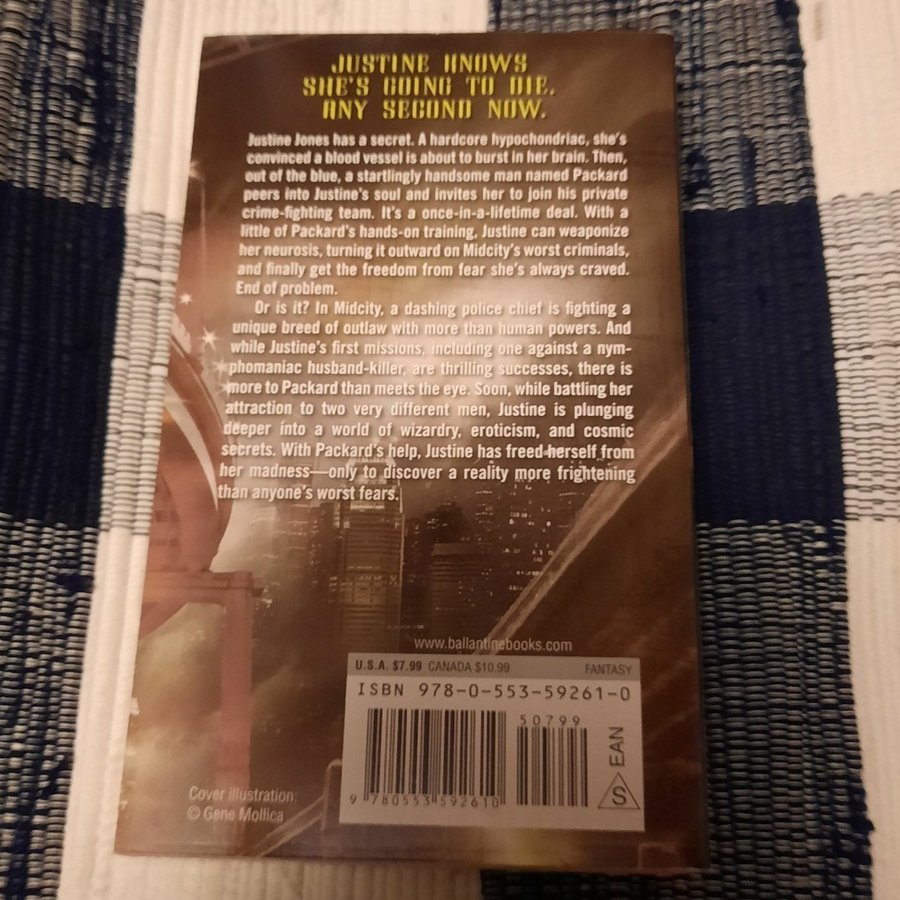 JUSTINE KNOWS
SHE'S GOING TO DIE.
ANY SECOND NOW.
Justine Jones has a secret. A hardcore hypochondriac, she's
convinced a blood vessel is about to burst in her brain. Then,
out of the blue, a startlingly handsome man named Packard
peers into Justine's soul and invites her to join his private
crime-fighting team. It's a once-in-a-lifetime deal. With a
little of Packard's hands-on training, Justine can weaponize
her neurosis, turning it outward on Midcity's worst criminals,
and finally get the freedom from fear she's always craved.
End of problem.
Or is it? In Midcity, a dashing police chief is fighting a
unique breed of outlaw with more than human powers. And
while Justine's first missions, including one against a nym-
phomaniac husband-killer, are thrilling successes, there is
more to Packard than meets the eye. Soon, while battling her
attraction to two very different men, Justine is plunging
deeper into a world of wizardry, eroticism, and cosmic
secrets. With Packard's help, Justine has freed herself from
her madness—only to discover a reality more frightening
than anyone's worst fears.
www.ballantinebooks.com
U.S.A. $7.99 CANADA $10.99 FANTASY
ISBN 978-0-553-59261-0
50799
EAN
S
9 780553 592610
Cover illustration:
© Gene Mollica